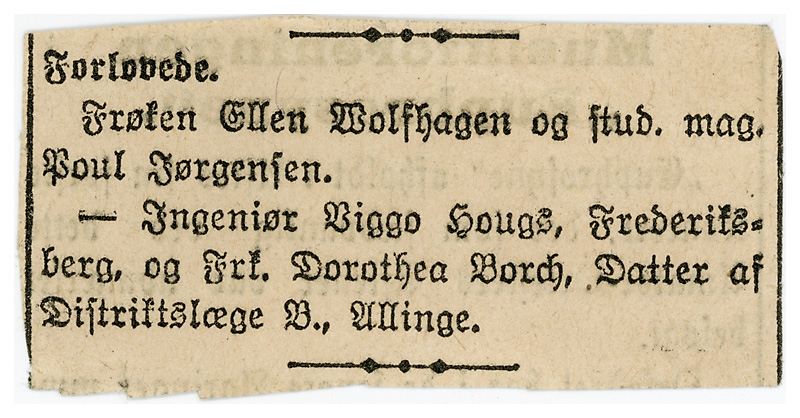 Forlovede.
Frøken Ellen Wolfhagen og stud. mag.
Poul Jørgensen.
— Ingeniør Viggo Hougs, Frederiks-
berg, og Frk. Dorothea Borch, Datter af
Distriktslæge B., Allinge.